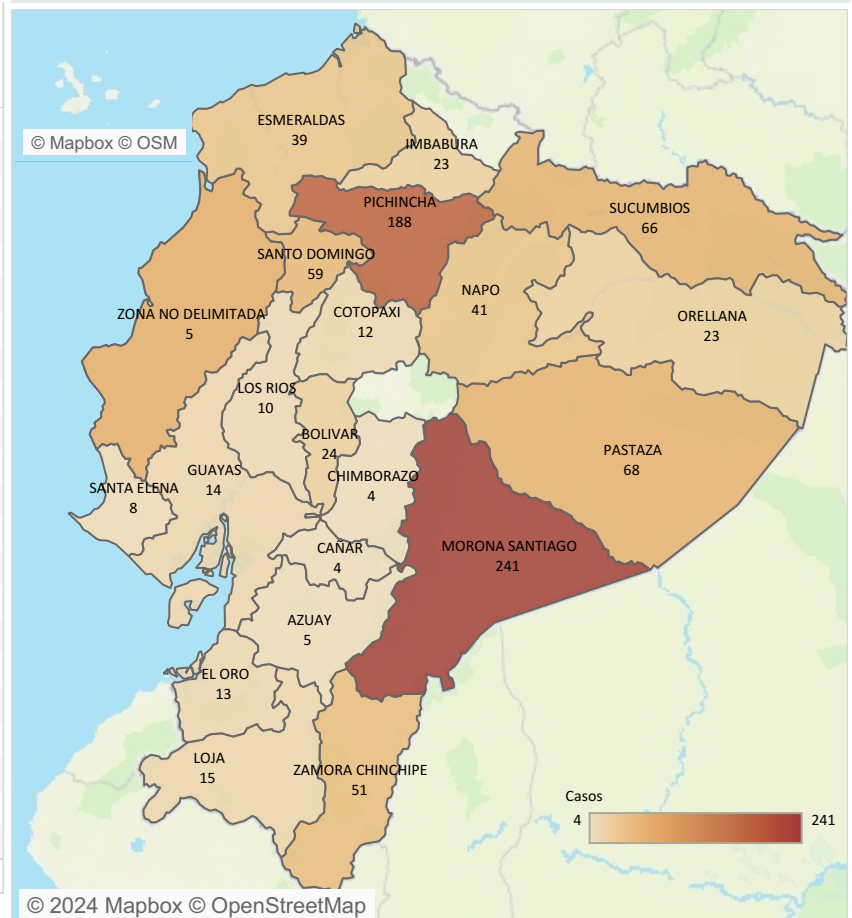 ESMERALDAS
39
© Mapbox © OSM
IMBABURA
23
PICHINCHA
188
SUCUMBIOS
66
SANTO DOMINGO
59
NAPO
41
ZONA NO DELIMITADA
5
COTOPAXI
12
ORELLANA
23
LOS RIOS
10
BOLIVAR
24
PASTAZA
68
GUAYAS
14
CHIMBORAZO
4
SANTA ELENA
8
CAÑAR
4
MORONA SANTIAGO
241
AZUAY
5
EL ORO
13
LOJA
15
ZAMORA CHINCHIPE
51
Casos
4
241
© 2024 Mapbox © OpenStreetMap